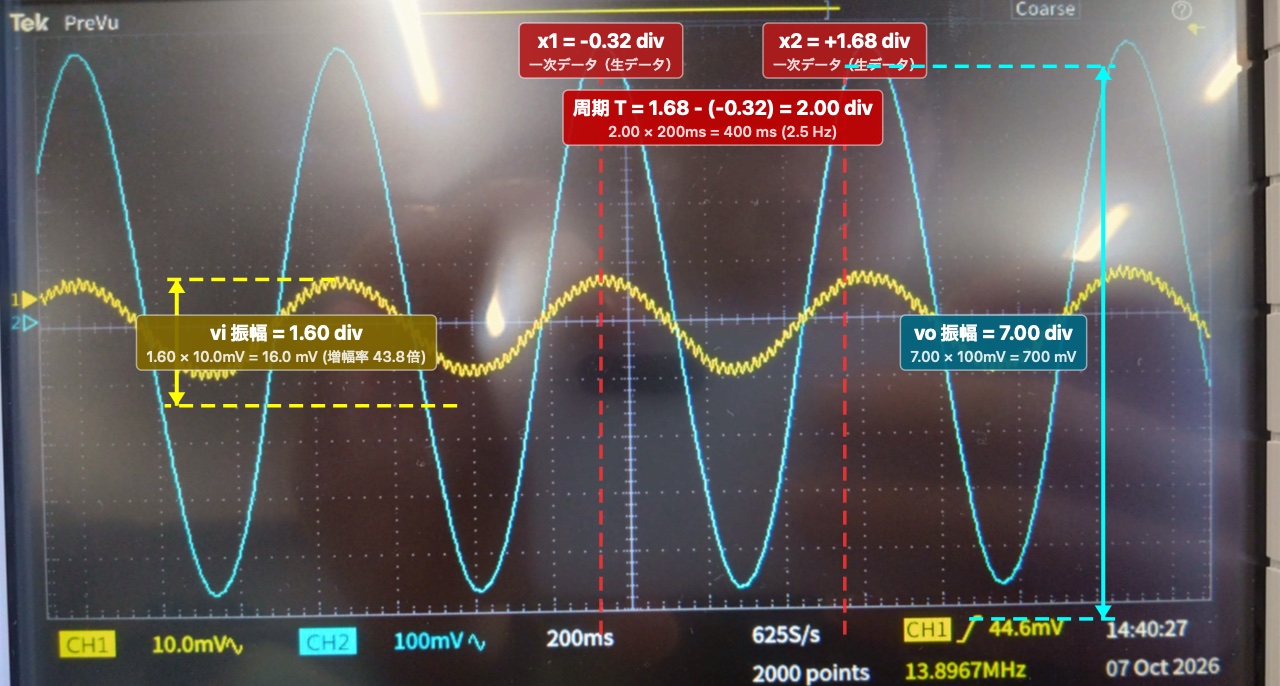 Tek PreVu
Coarse
?
x1 = -0.32 div
一次データ（生データ）
x2 = +1.68 div
一次データ（生データ）
周期 T = 1.68 - (-0.32) = 2.00 div
2.00 × 200ms = 400 ms (2.5 Hz)
1
2
vi 振幅 = 1.60 div
1.60 × 10.0mV = 16.0 mV (増幅率 43.8倍)
vo 振幅 = 7.00 div
7.00 × 100mV = 700 mV
CH1 10.0mV
CH2 100mV
200ms
625S/s
2000 points
CH1 44.6mV
13.8967MHz
14:40:27
07 Oct 2026